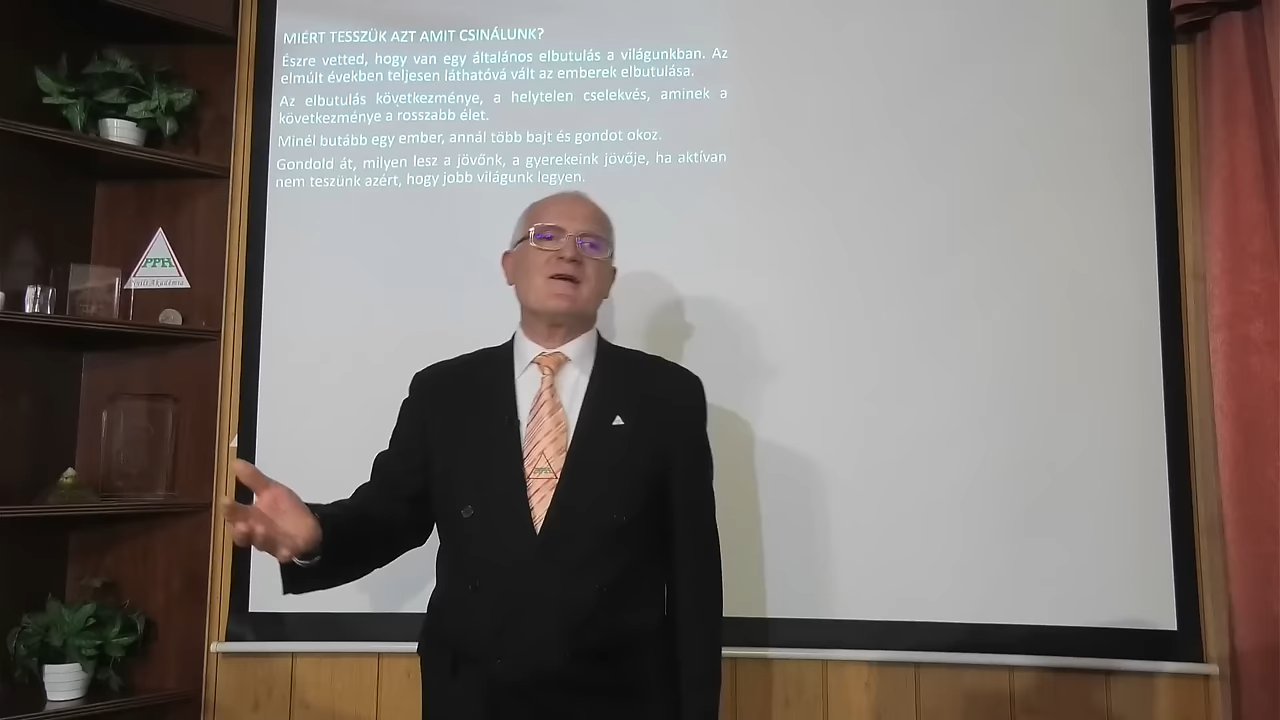 MIÉRT TESSZÜK AZT AMIT CSINÁLUNK?
Észre vetted, hogy van egy általános elbutulás a világunkban. Az
elmúlt években teljesen láthatóvá vált az emberek elbutulása.
Az elbutulás következménye, a helytelen cselekvés, aminek a
következménye a rosszabb élet.
Minél butább egy ember, annál több bajt és gondot okoz.
Gondold át, milyen lesz a jövőnk, a gyerekeink jövője, ha aktívan
nem teszünk azért, hogy jobb világunk legyen.
PPH
Nyílt Akadémia
PPH